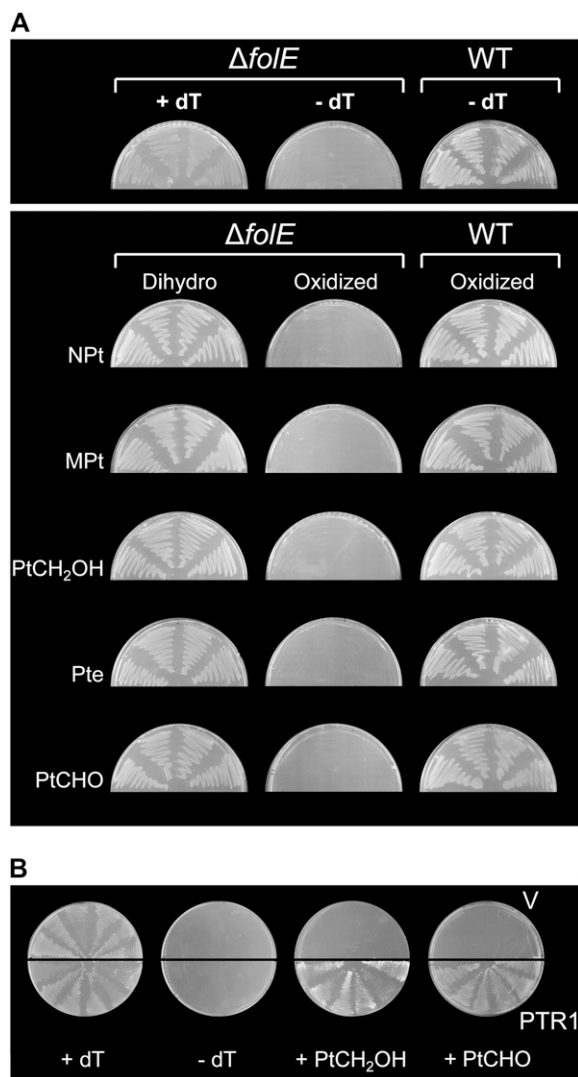 A
ΔfolE WT
+ dT - dT - dT
ΔfolE WT
Dihydro Oxidized Oxidized
NPt
MPt
PtCH₂OH
Pte
PtCHO
B
V
PTR1
+ dT - dT + PtCH₂OH + PtCHO